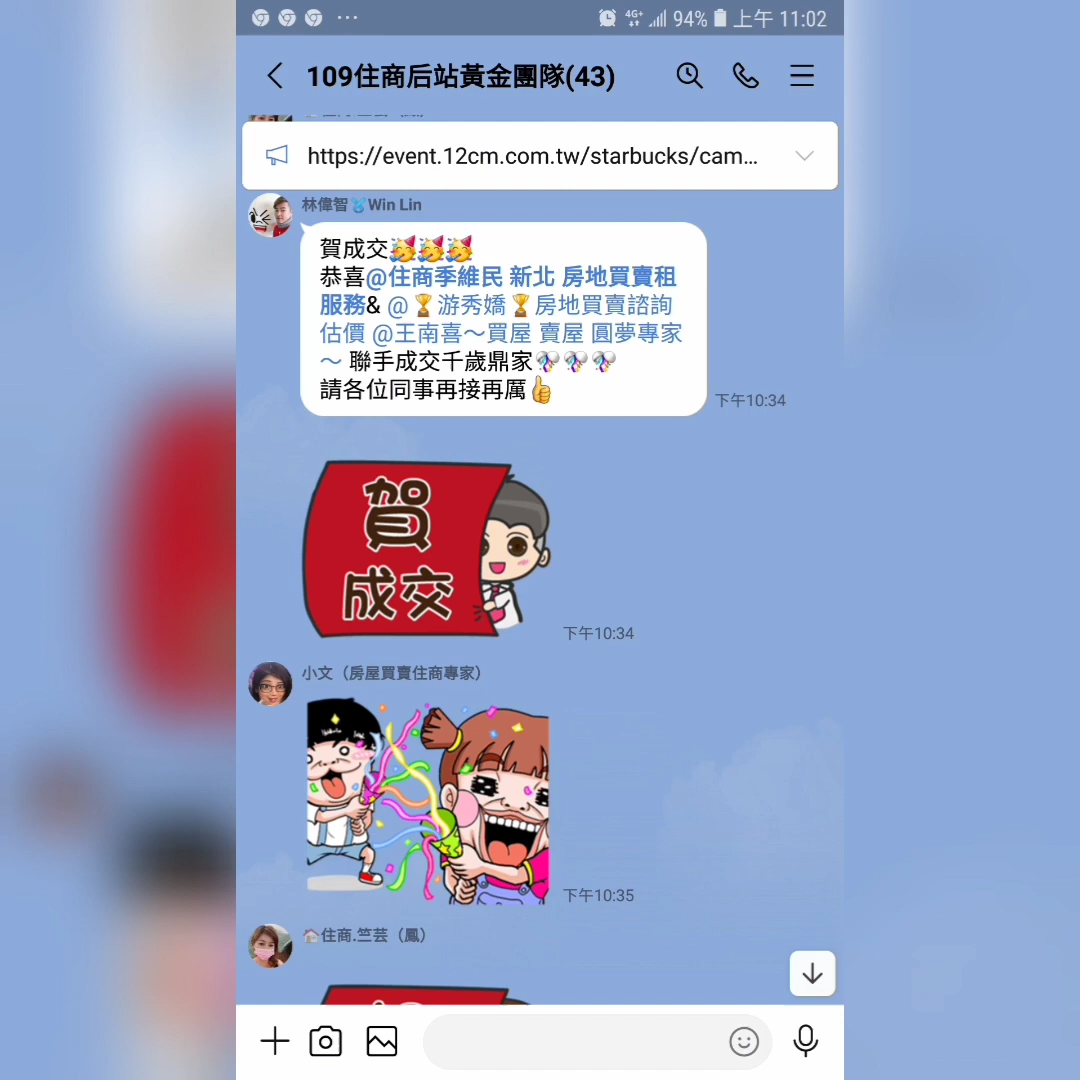 4G+ 94% 上午 11:02
109住商后站黃金團隊(43)
https://event.12cm.com.tw/starbucks/cam...
林偉智🥎Win Lin
賀成交🥳🥳🥳
恭喜@住商季維民 新北 房地買賣租
服務& @🏆游秀嬌🏆房地買賣諮詢
估價 @王南喜～買屋 賣屋 圓夢專家
～ 聯手成交千歲鼎家🎊🎊🎊
請各位同事再接再厲👍
下午10:34
賀
成交
下午10:34
小文（房屋買賣住商專家）
下午10:35
🏠住商.竺芸（鳳）